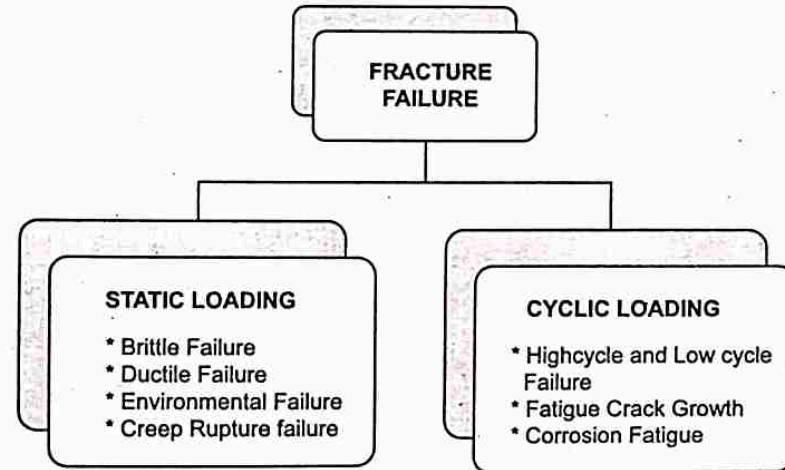 FRACTURE
FAILURE
STATIC LOADING
* Brittle Failure
* Ductile Failure
* Environmental Failure
* Creep Rupture failure
CYCLIC LOADING
* Highcycle and Low cycle
Failure
* Fatigue Crack Growth
* Corrosion Fatigue